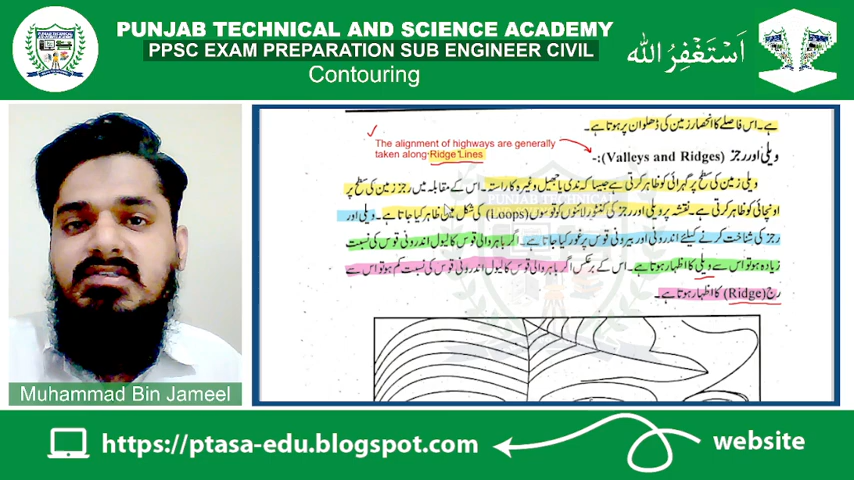 PUNJAB TECHNICAL AND SCIENCE ACADEMY
PPSC EXAM PREPARATION SUB ENGINEER CIVIL
Contouring
اَسْتَغْفِرُ اللّٰه
ہے۔ اس فاصلے کا انحصار زمین کی ڈھلوان پر ہوتا ہے۔
The alignment of highways are generally
taken along Ridge Lines
ویلی اور رجز (Valleys and Ridges):-
ویلی زمین کی سطح پر گہرائی کو ظاہر کرتی ہے جیسا کہ ندی یا جھیل وغیرہ کا راستہ۔ اس کے مقابلہ میں رجز زمین کی سطح پر
اونچائی کو ظاہر کرتی ہے۔ نقشہ پر ویلی اور رجز کی کنٹور لائنوں کو قوسوں (Loops) کی شکل میں ظاہر کیا جاتا ہے۔ ویلی اور
رجز کی شناخت کرنے کیلئے اندرونی اور بیرونی قوس پر غور کیا جاتا ہے۔ اگر باہر والی قوس کا لیول اندرونی قوس کی نسبت
زیادہ ہو تو اس سے ویلی کا اظہار ہوتا ہے۔ اس کے برعکس اگر باہر والی قوس کا لیول اندرونی قوس کی نسبت کم ہو تو اس سے
رج (Ridge) کا اظہار ہوتا ہے۔
Muhammad Bin Jameel
https://ptasa-edu.blogspot.com
website